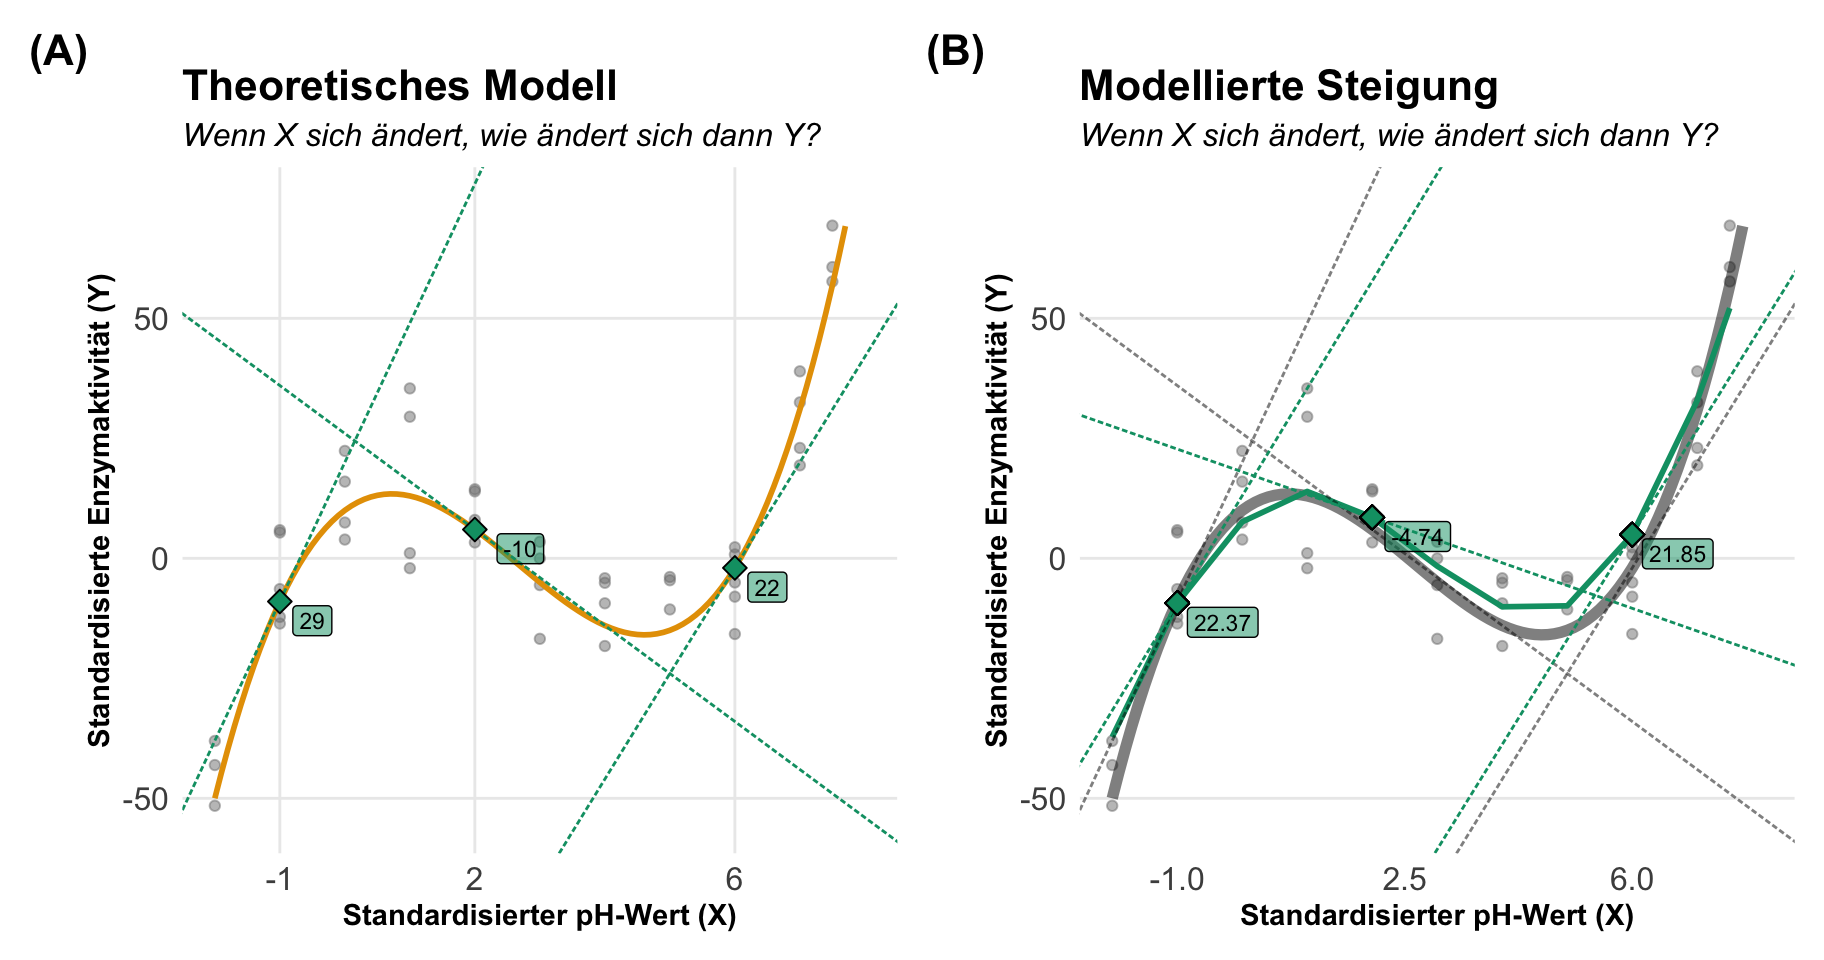 (A)
Theoretisches Modell
Wenn X sich ändert, wie ändert sich dann Y?
Standardisierte Enzymaktivität (Y)
50
0
-50
29
-10
22
-1 2 6
Standardisierter pH-Wert (X)
(B)
Modellierte Steigung
Wenn X sich ändert, wie ändert sich dann Y?
Standardisierte Enzymaktivität (Y)
50
0
-50
22.37
-4.74
21.85
-1.0 2.5 6.0
Standardisierter pH-Wert (X)